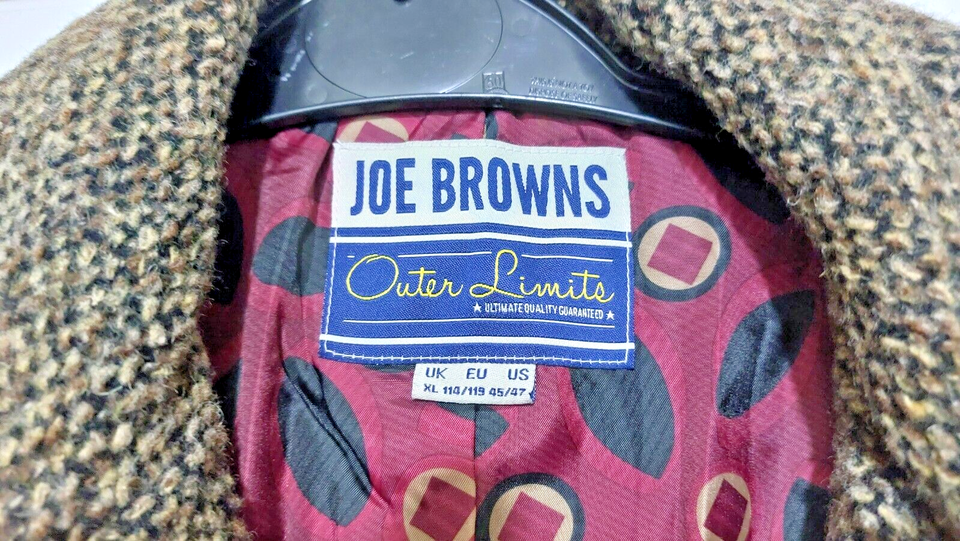 JOE BROWNS
Outer Limits
★ ULTIMATE QUALITY GUARANTEED ★
UK EU US
XL 114/119 45/47